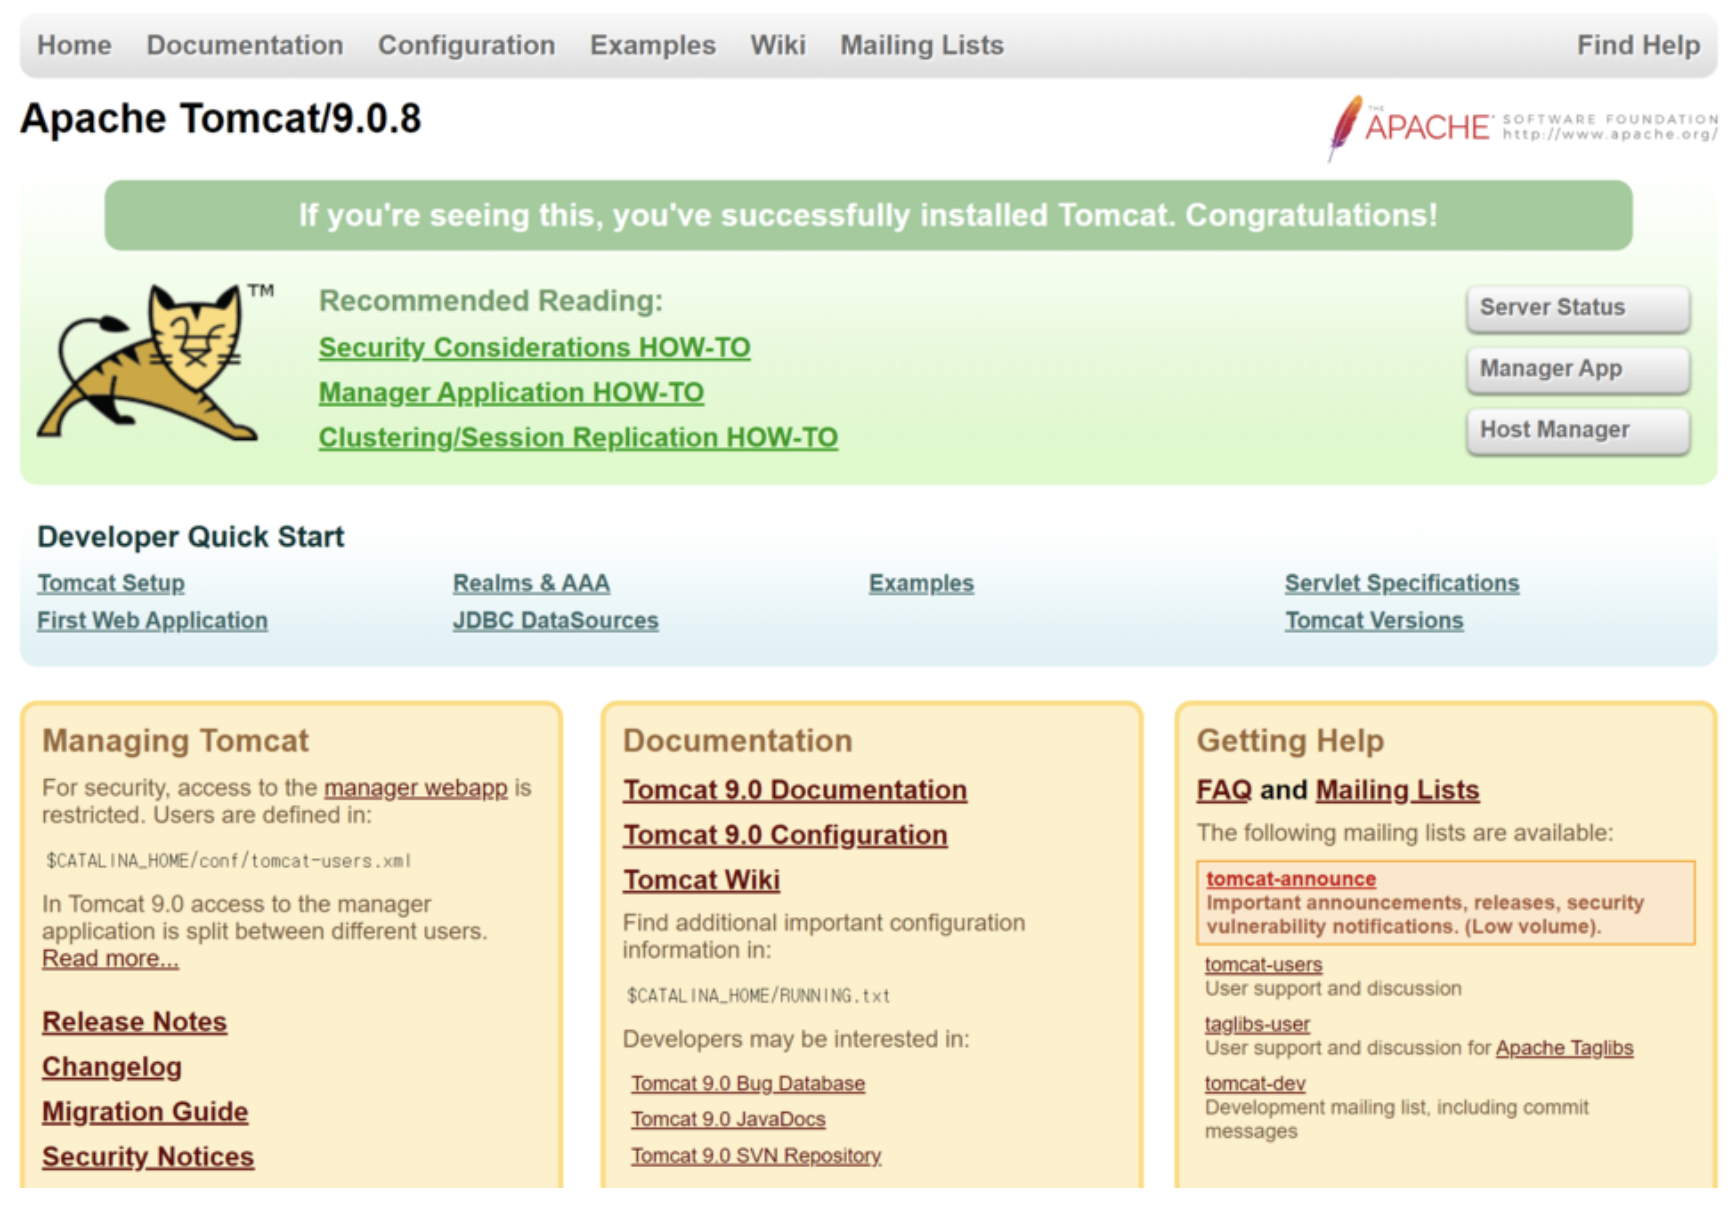 Home Documentation Configuration Examples Wiki Mailing Lists Find Help
Apache Tomcat/9.0.8
THE APACHE® SOFTWARE FOUNDATION
http://www.apache.org/
If you're seeing this, you've successfully installed Tomcat. Congratulations!
TM
Recommended Reading:
Security Considerations HOW-TO
Manager Application HOW-TO
Clustering/Session Replication HOW-TO
Server Status
Manager App
Host Manager
Developer Quick Start
Tomcat Setup
First Web Application
Realms & AAA
JDBC DataSources
Examples
Servlet Specifications
Tomcat Versions
Managing Tomcat
For security, access to the manager webapp is
restricted. Users are defined in:
$CATALINA_HOME/conf/tomcat-users.xml
In Tomcat 9.0 access to the manager
application is split between different users.
Read more...
Release Notes
Changelog
Migration Guide
Security Notices
Documentation
Tomcat 9.0 Documentation
Tomcat 9.0 Configuration
Tomcat Wiki
Find additional important configuration
information in:
$CATALINA_HOME/RUNNING.txt
Developers may be interested in:
Tomcat 9.0 Bug Database
Tomcat 9.0 JavaDocs
Tomcat 9.0 SVN Repository
Getting Help
FAQ and Mailing Lists
The following mailing lists are available:
tomcat-announce
Important announcements, releases, security
vulnerability notifications. (Low volume).
tomcat-users
User support and discussion
taglibs-user
User support and discussion for Apache Taglibs
tomcat-dev
Development mailing list, including commit
messages